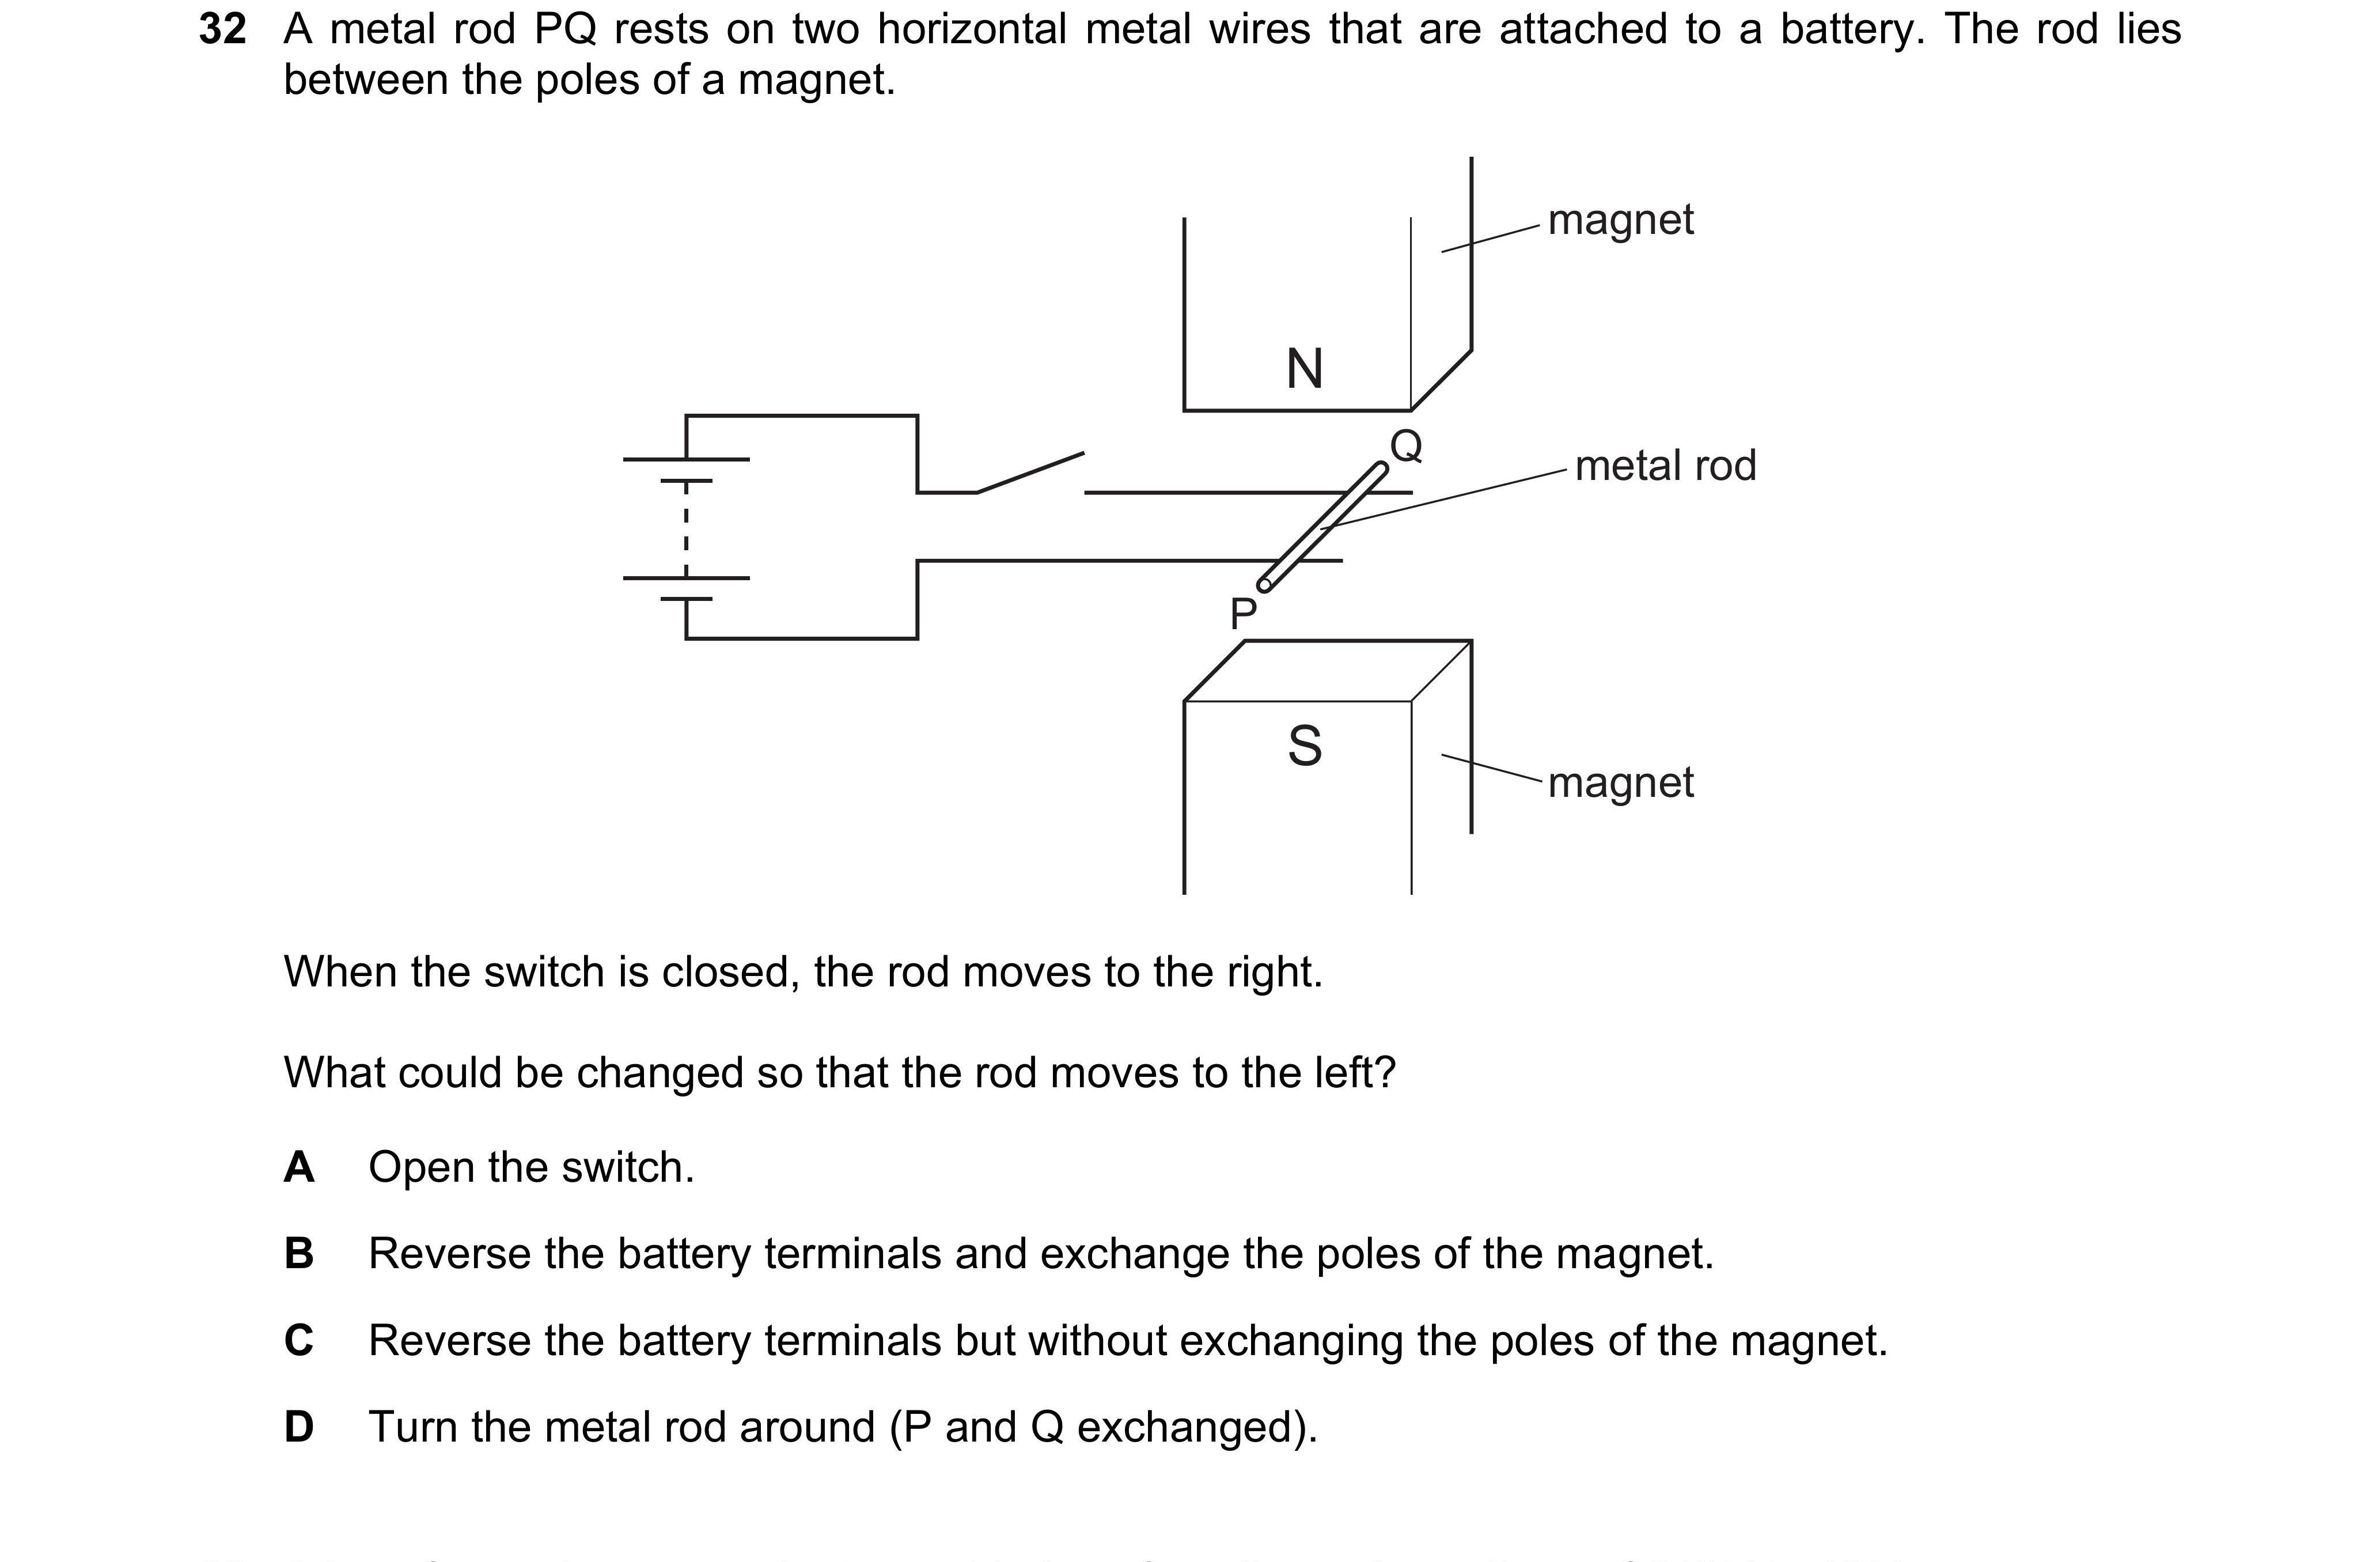 32 A metal rod PQ rests on two horizontal metal wires that are attached to a battery. The rod lies
between the poles of a magnet.
magnet
N
Q
metal rod
P
S
magnet
When the switch is closed, the rod moves to the right.
What could be changed so that the rod moves to the left?
A Open the switch.
B Reverse the battery terminals and exchange the poles of the magnet.
C Reverse the battery terminals but without exchanging the poles of the magnet.
D Turn the metal rod around (P and Q exchanged).